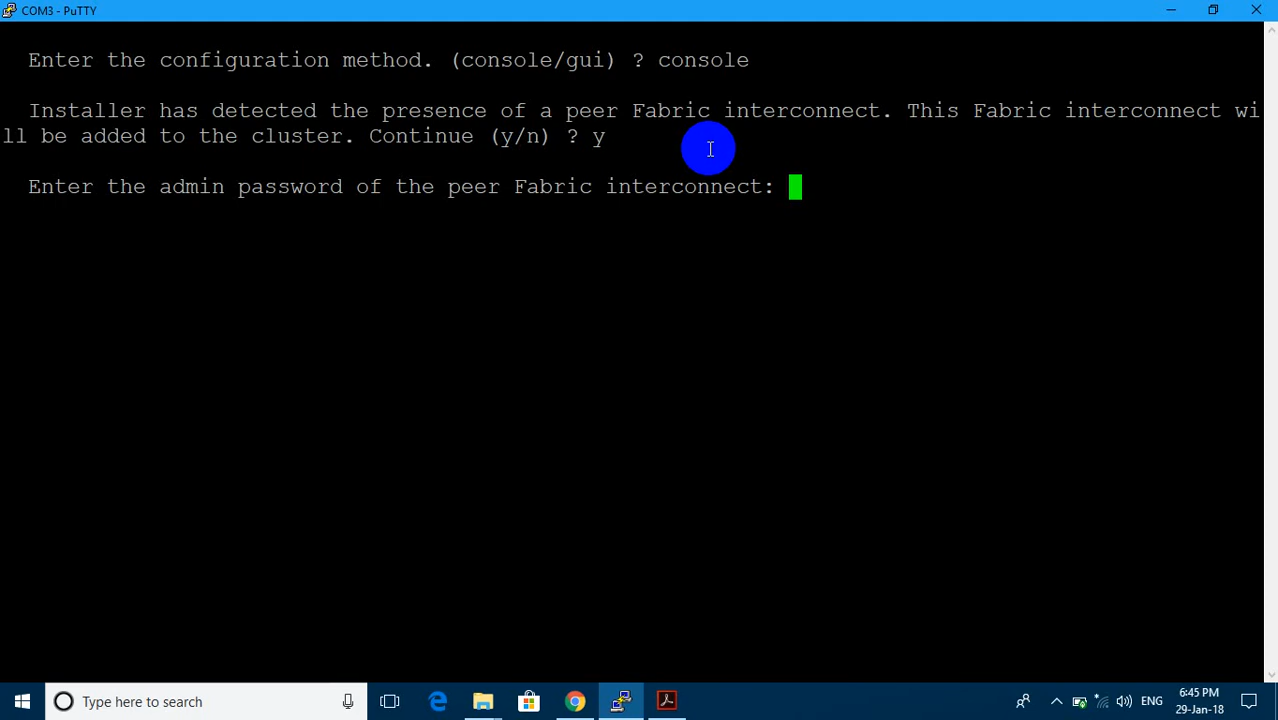 COM3 - PuTTY
Enter the configuration method. (console/gui) ? console
Installer has detected the presence of a peer Fabric interconnect. This Fabric interconnect wi
ll be added to the cluster. Continue (y/n) ? y
Enter the admin password of the peer Fabric interconnect:
Type here to search
ENG
6:45 PM
29-Jan-18